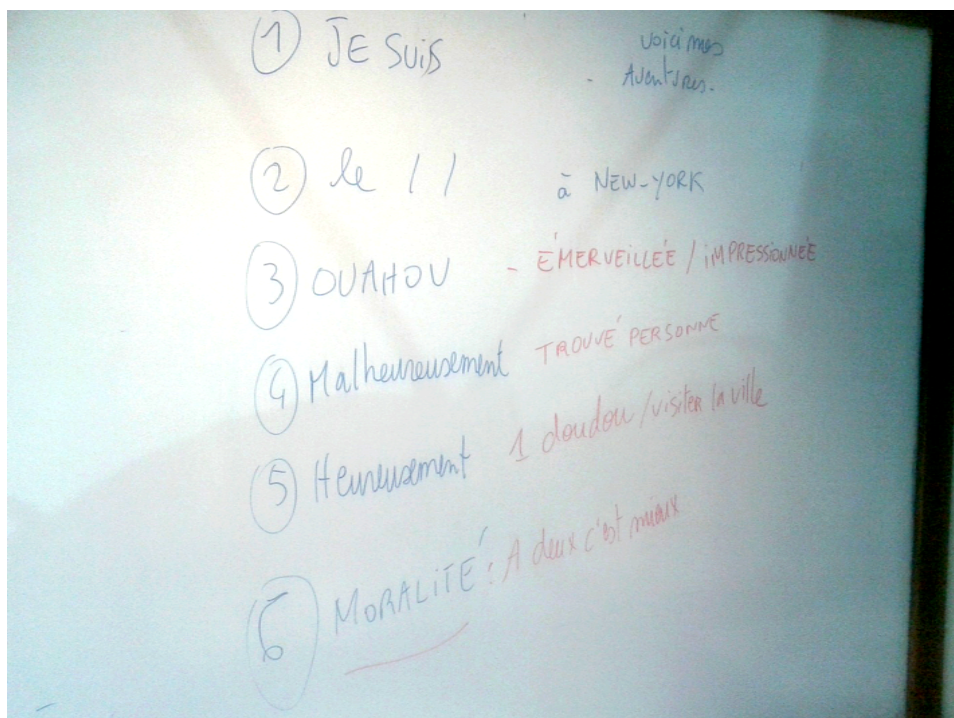 1 JE SUIS voici mes
- Aventures.
2 le / / à NEW-YORK
3 OUAHOU - ÉMERVEILLÉE / IMPRESSIONNÉE
4 Malheureusement TROUVÉ PERSONNE
5 Heureusement 1 doudou / visiter la ville
6 MORALITÉ : A deux c'est mieux